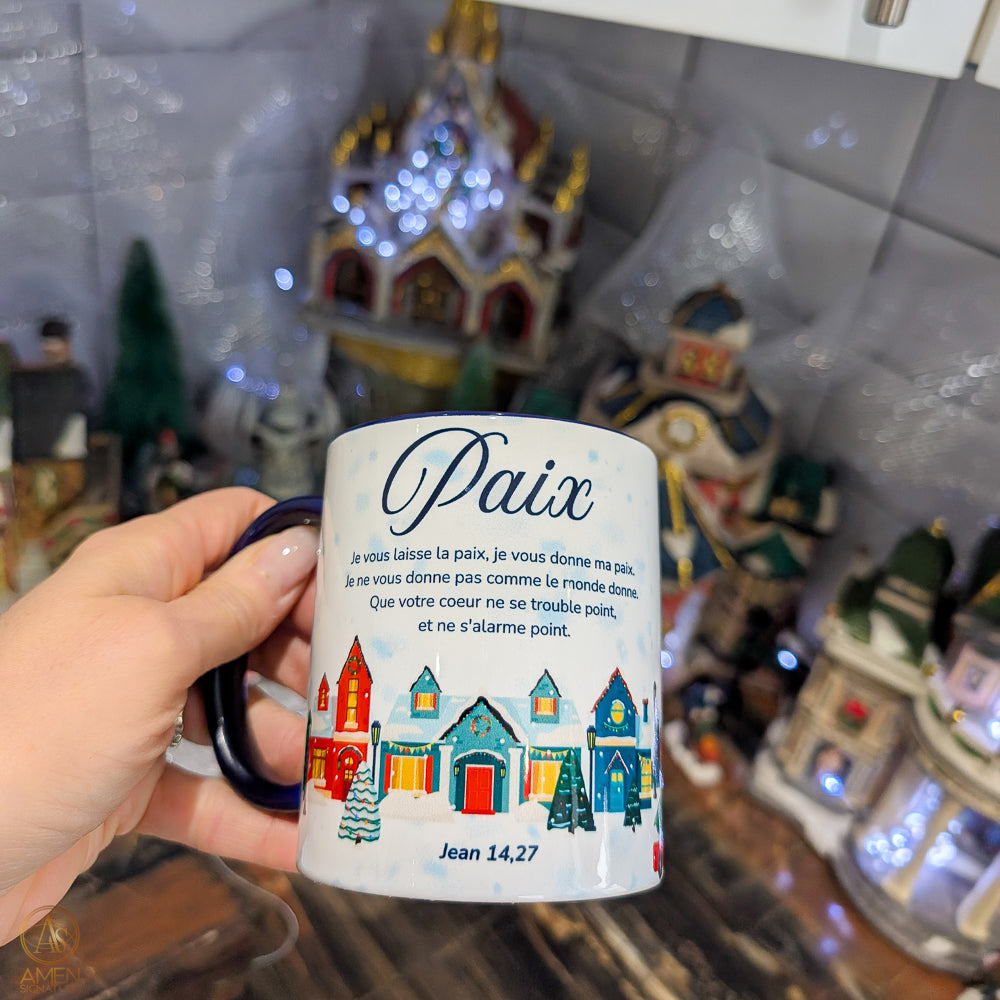 Paix
Je vous laisse la paix, je vous donne ma paix.
Je ne vous donne pas comme le monde donne.
Que votre coeur ne se trouble point,
et ne s'alarme point.
Jean 14,27
AS
AMEN